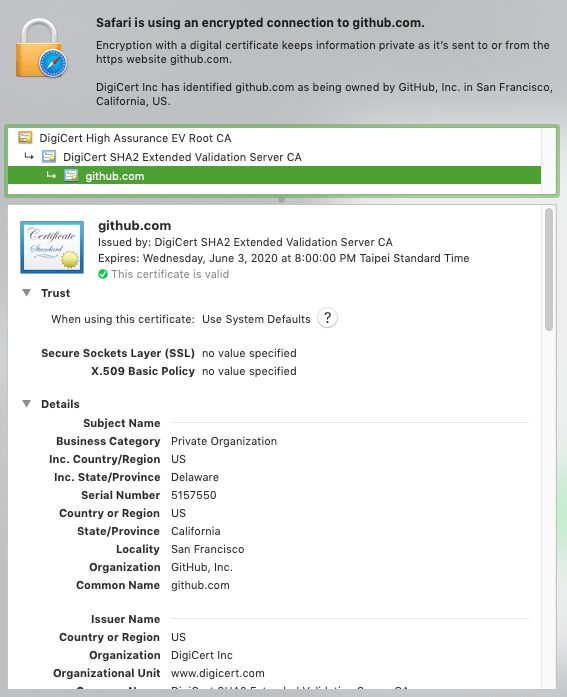 Safari is using an encrypted connection to github.com.
Encryption with a digital certificate keeps information private as it's sent to or from the
https website github.com.
DigiCert Inc has identified github.com as being owned by GitHub, Inc. in San Francisco,
California, US.
DigiCert High Assurance EV Root CA
↳ DigiCert SHA2 Extended Validation Server CA
↳ github.com
Certificate
Standard
github.com
Issued by: DigiCert SHA2 Extended Validation Server CA
Expires: Wednesday, June 3, 2020 at 8:00:00 PM Taipei Standard Time
This certificate is valid
Trust
When using this certificate: Use System Defaults ?
Secure Sockets Layer (SSL) no value specified
X.509 Basic Policy no value specified
Details
Subject Name
Business Category Private Organization
Inc. Country/Region US
Inc. State/Province Delaware
Serial Number 5157550
Country or Region US
State/Province California
Locality San Francisco
Organization GitHub, Inc.
Common Name github.com
Issuer Name
Country or Region US
Organization DigiCert Inc
Organizational Unit www.digicert.com